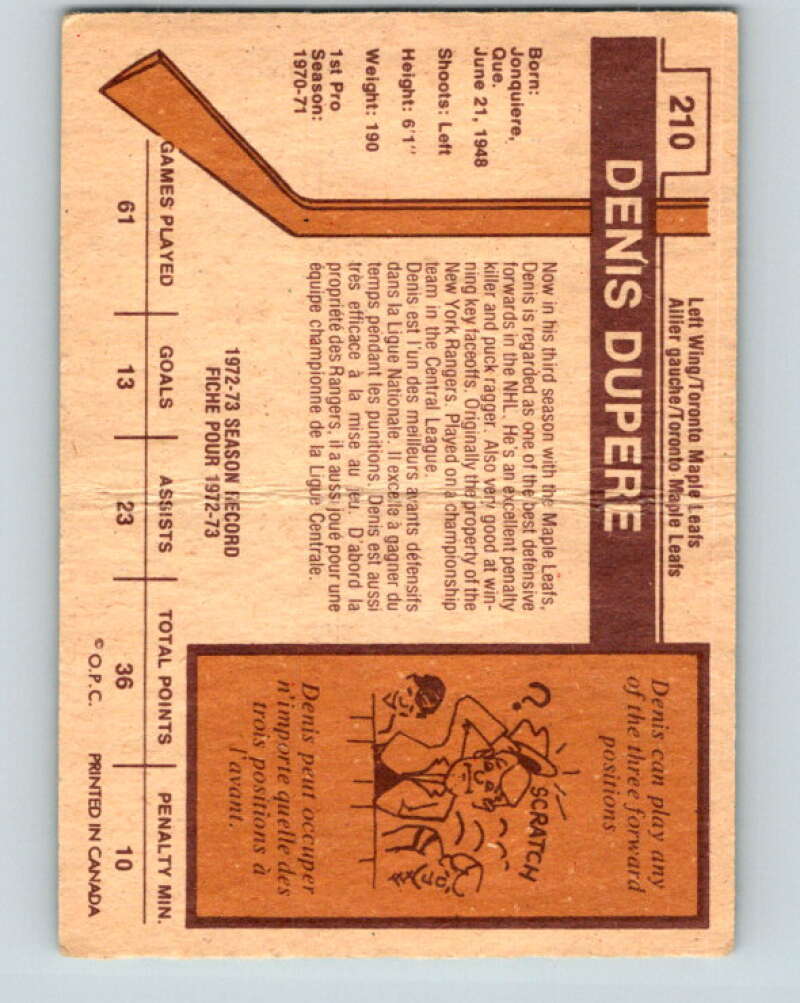 210
Left Wing/Toronto Maple Leafs
Ailier gauche/Toronto Maple Leafs
DENIS DUPERE
Born:
Jonquiere,
Que.
June 21, 1948
Shoots: Left
Height: 6'1"
Weight: 190
1st Pro
Season:
1970-71
Now in his third season with the Maple Leafs,
Denis is regarded as one of the best defensive
forwards in the NHL. He's an excellent penalty
killer and puck ragger. Also very good at win-
ning key faceoffs. Originally the property of the
New York Rangers. Played on a championship
team in the Central League.
Denis est l'un des meilleurs avants défensifs
dans la Ligue Nationale. Il excelle à gagner du
temps pendant les punitions. Denis est aussi
très efficace à la mise au jeu. D'abord la
propriété des Rangers, il a aussi joué pour une
équipe championne de la Ligue Centrale.
Denis can play any
of the three forward
positions
?
SCRATCH
Denis peut occuper
n'importe quelle des
trois positions à
l'avant.
1972-73 SEASON RECORD
FICHE POUR 1972-73
GAMES PLAYED GOALS ASSISTS TOTAL POINTS PENALTY MIN.
61 13 23 36 10
© O.P.C. PRINTED IN CANADA